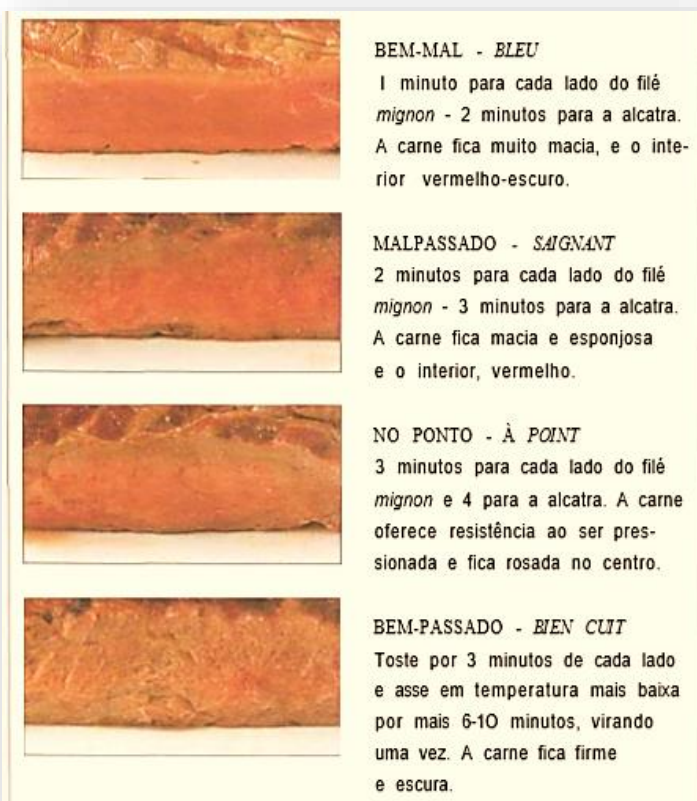 BEM-MAL - BLEU
1 minuto para cada lado do filé
mignon - 2 minutos para a alcatra.
A carne fica muito macia, e o inte-
rior vermelho-escuro.
MALPASSADO - SAIGNANT
2 minutos para cada lado do filé
mignon - 3 minutos para a alcatra.
A carne fica macia e esponjosa
e o interior, vermelho.
NO PONTO - À POINT
3 minutos para cada lado do filé
mignon e 4 para a alcatra. A carne
oferece resistência ao ser pres-
sionada e fica rosada no centro.
BEM-PASSADO - BIEN CUIT
Toste por 3 minutos de cada lado
e asse em temperatura mais baixa
por mais 6-10 minutos, virando
uma vez. A carne fica firme
e escura.